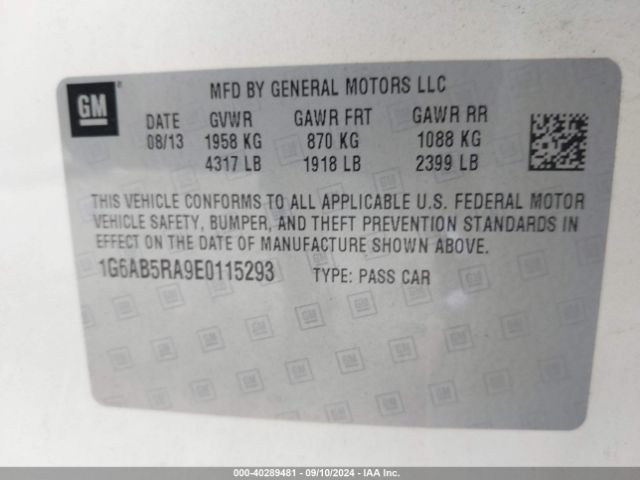 GM
MFD BY GENERAL MOTORS LLC
DATE GVWR GAWR FRT GAWR RR
08/13 1958 KG 870 KG 1088 KG
4317 LB 1918 LB 2399 LB
THIS VEHICLE CONFORMS TO ALL APPLICABLE U.S. FEDERAL MOTOR
VEHICLE SAFETY, BUMPER, AND THEFT PREVENTION STANDARDS IN
EFFECT ON THE DATE OF MANUFACTURE SHOWN ABOVE.
1G6AB5RA9E0115293 TYPE: PASS CAR
000-40289481 - 09/10/2024 - IAAI.com